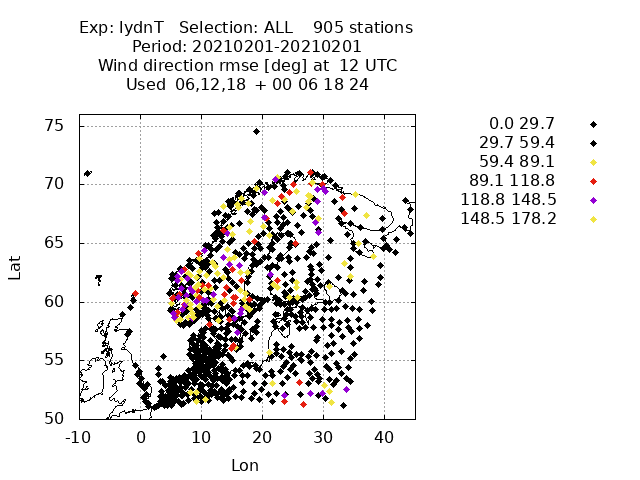 Exp: lydnT   Selection: ALL    905 stations
Period: 20210201-20210201
Wind direction rmse [deg] at  12 UTC
Used  06,12,18  + 00 06 18 24
0.0 29.7
29.7 59.4
59.4 89.1
89.1 118.8
118.8 148.5
148.5 178.2
75
70
65
60
55
50
Lat
-10 0 10 20 30 40
Lon